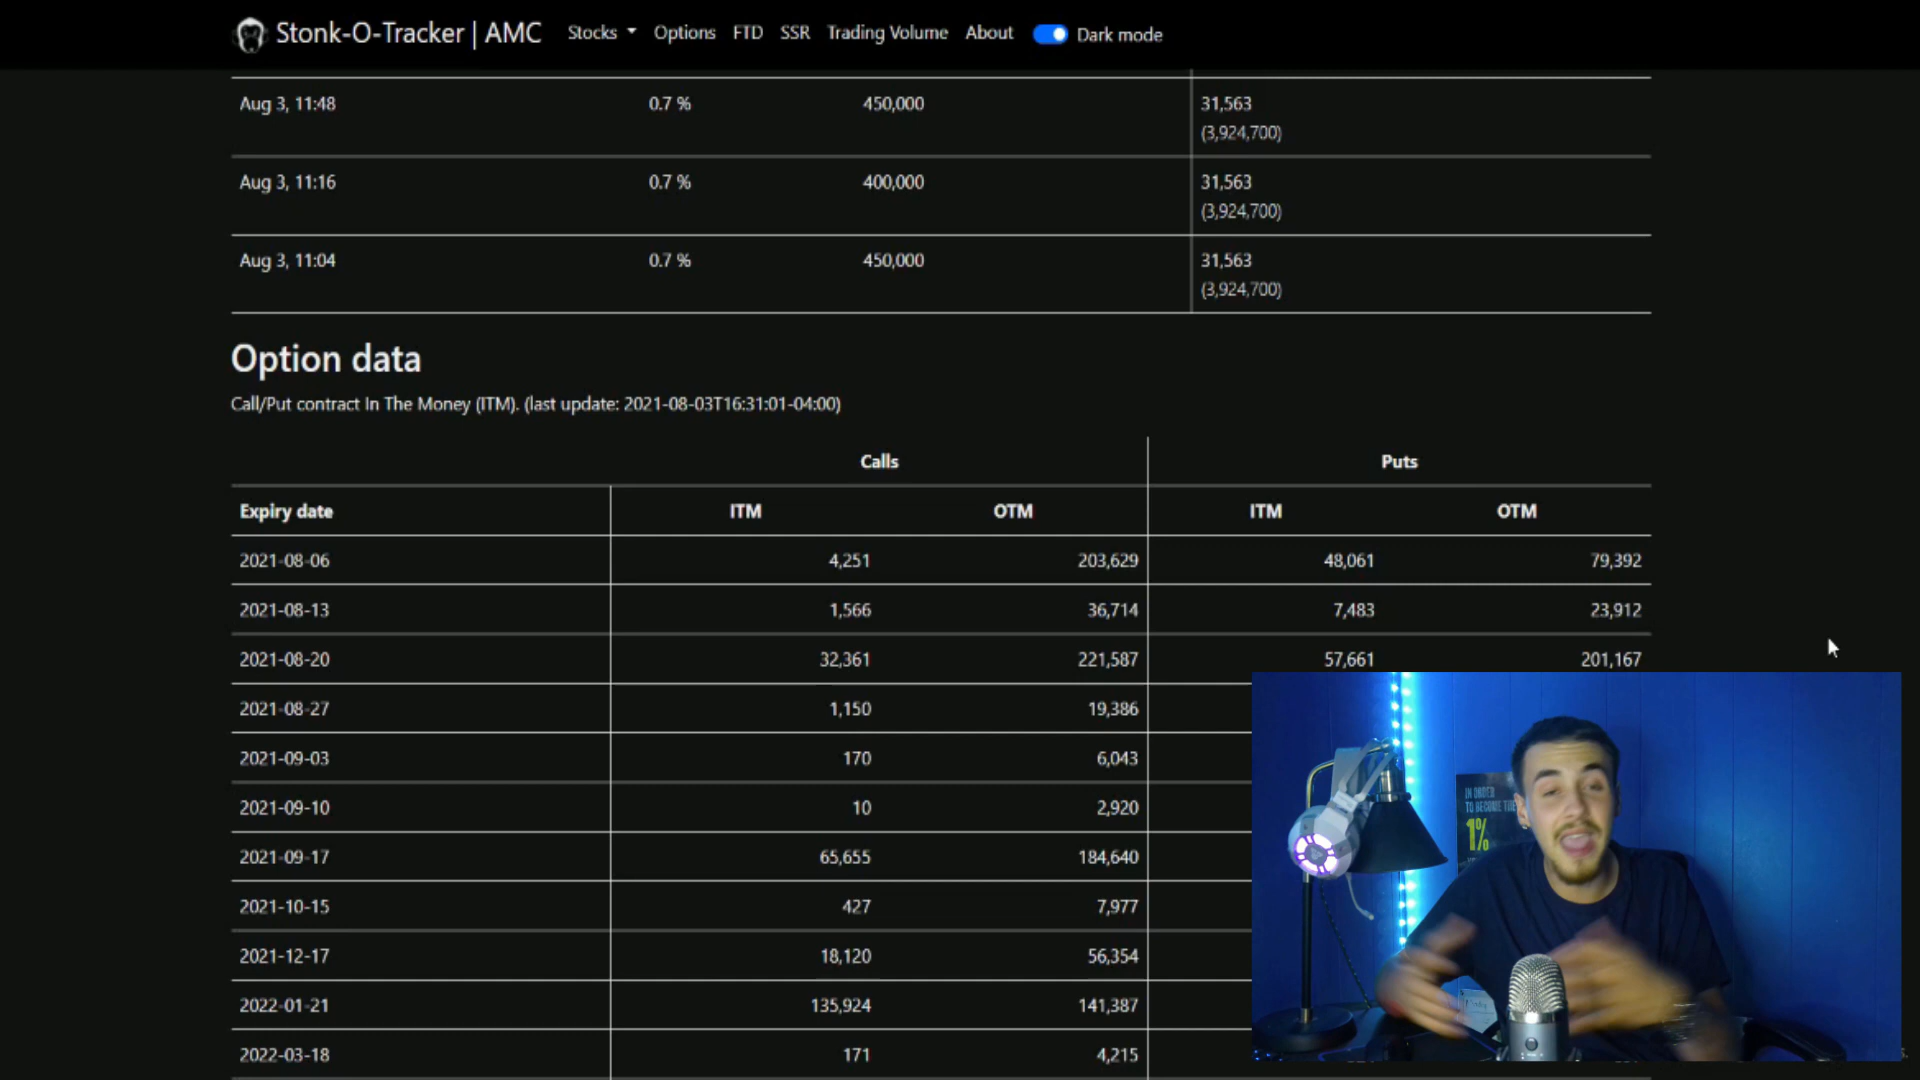 Stonk-O-Tracker | AMC Stocks Options FTD SSR Trading Volume About Dark mode
Aug 3, 11:48 0.7 % 450,000 31,563
(3,924,700)
Aug 3, 11:16 0.7 % 400,000 31,563
(3,924,700)
Aug 3, 11:04 0.7 % 450,000 31,563
(3,924,700)
Option data
Call/Put contract In The Money (ITM). (last update: 2021-08-03T16:31:01-04:00)
Calls Puts
Expiry date ITM OTM ITM OTM
2021-08-06 4,251 203,629 48,061 79,392
2021-08-13 1,566 36,714 7,483 23,912
2021-08-20 32,361 221,587 57,661 201,167
2021-08-27 1,150 19,386
2021-09-03 170 6,043
2021-09-10 10 2,920
2021-09-17 65,655 184,640
2021-10-15 427 7,977
2021-12-17 18,120 56,354
2022-01-21 135,924 141,387
2022-03-18 171 4,215
IN ORDER
TO BECOME THE
1%